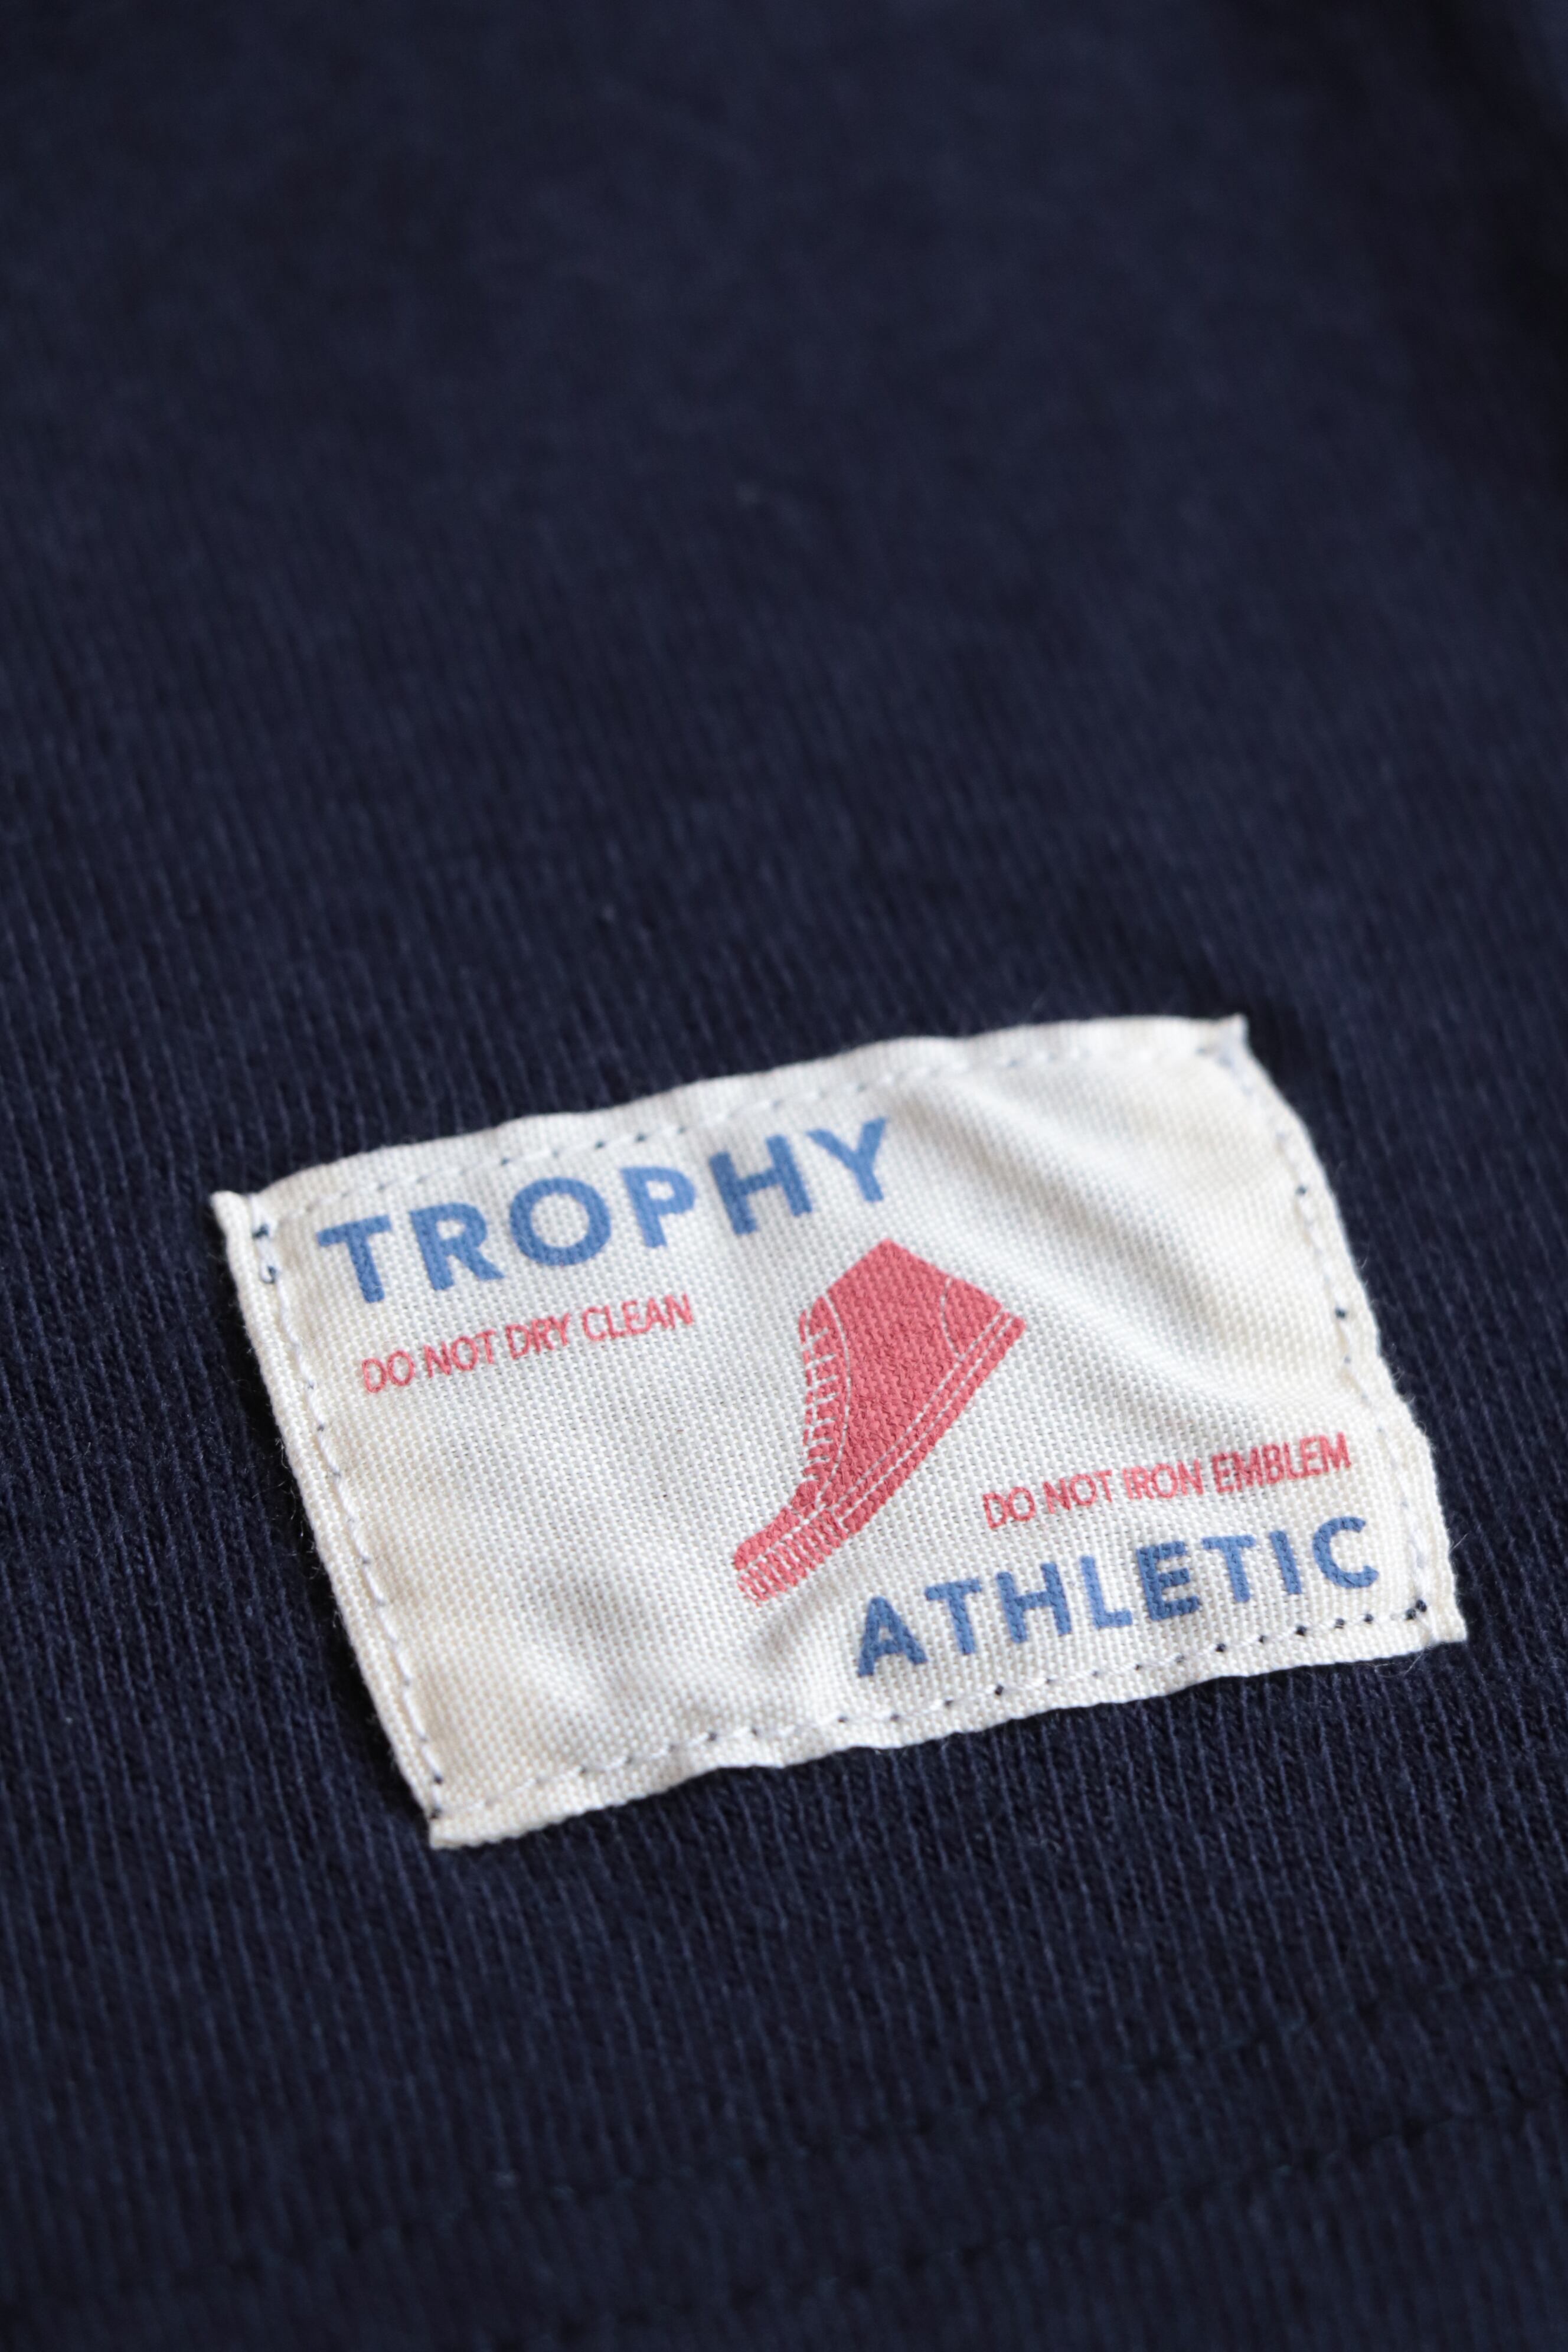 TROPHY
DO NOT DRY CLEAN
DO NOT IRON EMBLEM
ATHLETIC